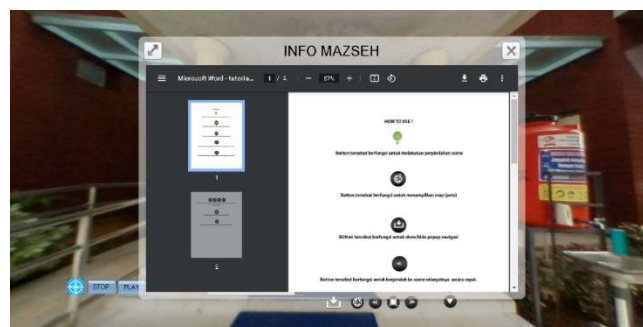 INFO MAZSEH
Microsoft Word - tutoria...
1 / 2
67%
HOW TO USE !
Button tersebut berfungsi untuk melakukan perpindahan scene
1
Button tersebut berfungsi untuk menampilkan map (peta)
Button tersebut berfungsi untuk show/hide popup navigasi
2
Button tersebut berfungsi untuk berpindah ke scene selanjutnya secara cepat.
STOP
PLAY